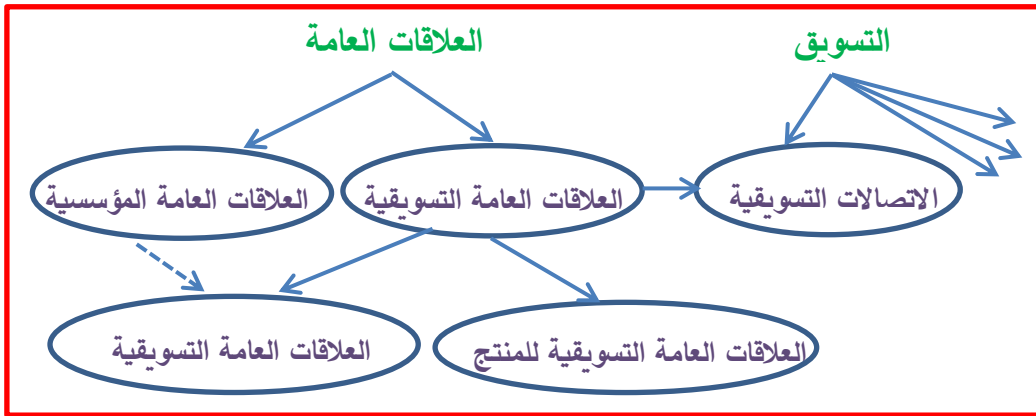 التسويق
العلاقات العامة
الاتصالات التسويقية
العلاقات العامة التسويقية
العلاقات العامة المؤسسية
العلاقات العامة التسويقية للمنتج
العلاقات العامة التسويقية